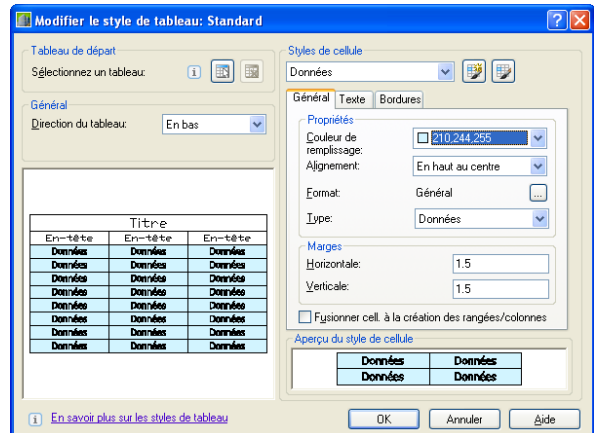 Modifier le style de tableau: Standard
Tableau de départ
Sélectionnez un tableau:
Général
Direction du tableau:
En bas
Titre
En-tête En-tête En-tête
Données Données Données
Données Données Données
Données Données Données
Données Données Données
Données Données Données
Données Données Données
Données Données Données
Données Données Données
En savoir plus sur les styles de tableau
Styles de cellule
Données
Général Texte Bordures
Propriétés
Couleur de
remplissage:
210,244,255
Alignement:
En haut au centre
Format:
Général
...
Type:
Données
Marges
Horizontale:
1.5
Verticale:
1.5
Fusionner cell. à la création des rangées/colonnes
Aperçu du style de cellule
Données Données
Données Données
OK Annuler Aide